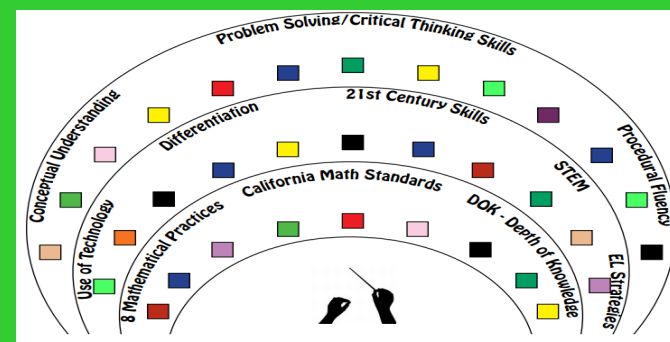 Problem Solving/Critical Thinking Skills
Conceptual Understanding
Procedural Fluency
Differentiation
21st Century Skills
Use of Technology
STEM
EL Strategies
California Math Standards
8 Mathematical Practices
DOK - Depth of Knowledge